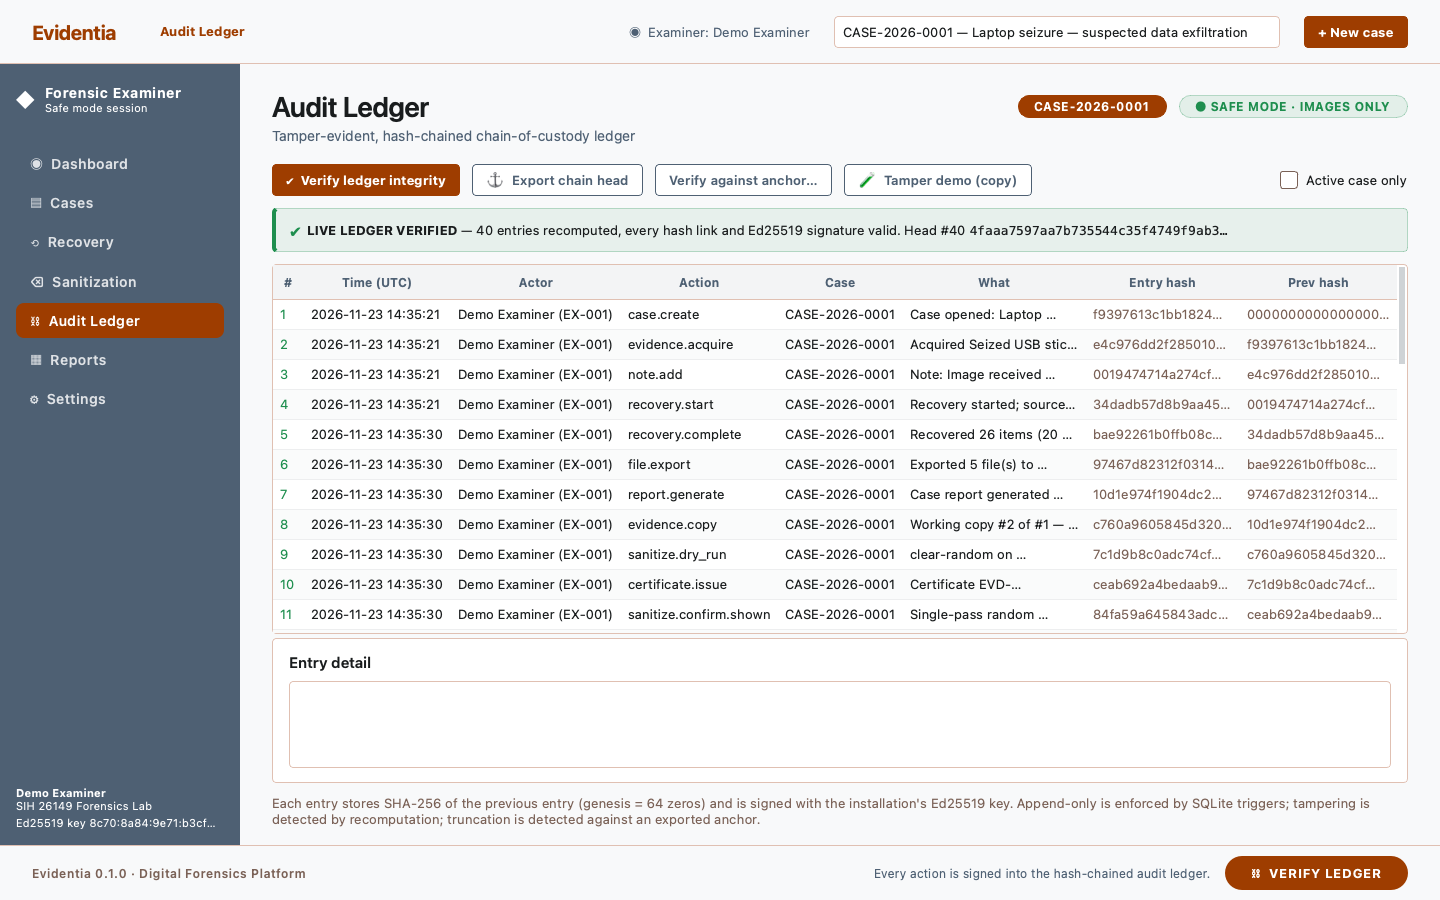 Evidentia
Audit Ledger
Examiner: Demo Examiner
CASE-2026-0001 — Laptop seizure — suspected data exfiltration
+ New case
Forensic Examiner
Safe mode session
Dashboard
Cases
Recovery
Sanitization
Audit Ledger
Reports
Settings
Demo Examiner
SIH 26149 Forensics Lab
Ed25519 key 8c70:8a84:9e71:b3cf…
Audit Ledger
Tamper-evident, hash-chained chain-of-custody ledger
CASE-2026-0001
SAFE MODE · IMAGES ONLY
✔ Verify ledger integrity
Export chain head
Verify against anchor…
Tamper demo (copy)
Active case only
✔ LIVE LEDGER VERIFIED — 40 entries recomputed, every hash link and Ed25519 signature valid. Head #40 4faaa7597aa7b735544c35f4749f9ab3…
# Time (UTC) Actor Action Case What Entry hash Prev hash
1 2026-11-23 14:35:21 Demo Examiner (EX-001) case.create CASE-2026-0001 Case opened: Laptop … f9397613c1bb1824… 0000000000000000…
2 2026-11-23 14:35:21 Demo Examiner (EX-001) evidence.acquire CASE-2026-0001 Acquired Seized USB stic… e4c976dd2f285010… f9397613c1bb1824…
3 2026-11-23 14:35:21 Demo Examiner (EX-001) note.add CASE-2026-0001 Note: Image received … 0019474714a274cf… e4c976dd2f285010…
4 2026-11-23 14:35:21 Demo Examiner (EX-001) recovery.start CASE-2026-0001 Recovery started; source… 34dadb57d8b9aa45… 0019474714a274cf…
5 2026-11-23 14:35:30 Demo Examiner (EX-001) recovery.complete CASE-2026-0001 Recovered 26 items (20 … bae92261b0ffb08c… 34dadb57d8b9aa45…
6 2026-11-23 14:35:30 Demo Examiner (EX-001) file.export CASE-2026-0001 Exported 5 file(s) to … 97467d82312f0314… bae92261b0ffb08c…
7 2026-11-23 14:35:30 Demo Examiner (EX-001) report.generate CASE-2026-0001 Case report generated … 10d1e974f1904dc2… 97467d82312f0314…
8 2026-11-23 14:35:30 Demo Examiner (EX-001) evidence.copy CASE-2026-0001 Working copy #2 of #1 — … c760a9605845d320… 10d1e974f1904dc2…
9 2026-11-23 14:35:30 Demo Examiner (EX-001) sanitize.dry_run CASE-2026-0001 clear-random on … 7c1d9b8c0adc74cf… c760a9605845d320…
10 2026-11-23 14:35:30 Demo Examiner (EX-001) certificate.issue CASE-2026-0001 Certificate EVD-… ceab692a4bedaab9… 7c1d9b8c0adc74cf…
11 2026-11-23 14:35:30 Demo Examiner (EX-001) sanitize.confirm.shown CASE-2026-0001 Single-pass random … 84fa59a645843adc… ceab692a4bedaab9…
Entry detail
Each entry stores SHA-256 of the previous entry (genesis = 64 zeros) and is signed with the installation's Ed25519 key. Append-only is enforced by SQLite triggers; tampering is
detected by recomputation; truncation is detected against an exported anchor.
Evidentia 0.1.0 · Digital Forensics Platform
Every action is signed into the hash-chained audit ledger.
VERIFY LEDGER